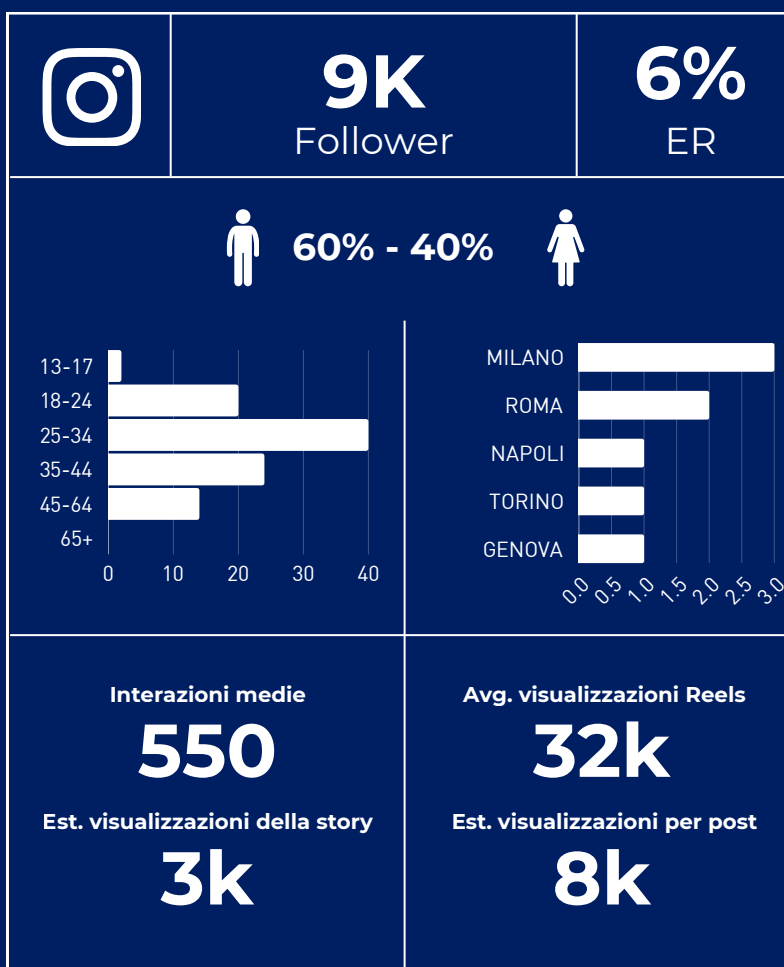 9K
Follower
6%
ER
60% - 40%
13-17
18-24
25-34
35-44
45-64
65+
0 10 20 30 40
MILANO
ROMA
NAPOLI
TORINO
GENOVA
0.0 0.5 1.0 1.5 2.0 2.5 3.0
Interazioni medie
550
Est. visualizzazioni della story
3k
Avg. visualizzazioni Reels
32k
Est. visualizzazioni per post
8k